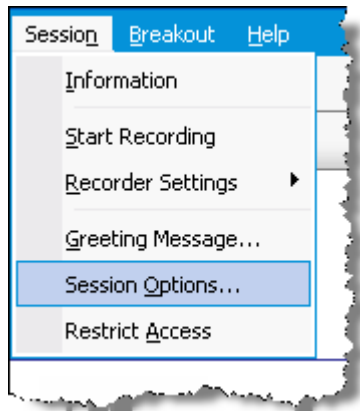 Session Breakout Help
Information
Start Recording
Recorder Settings
Greeting Message...
Session Options...
Restrict Access